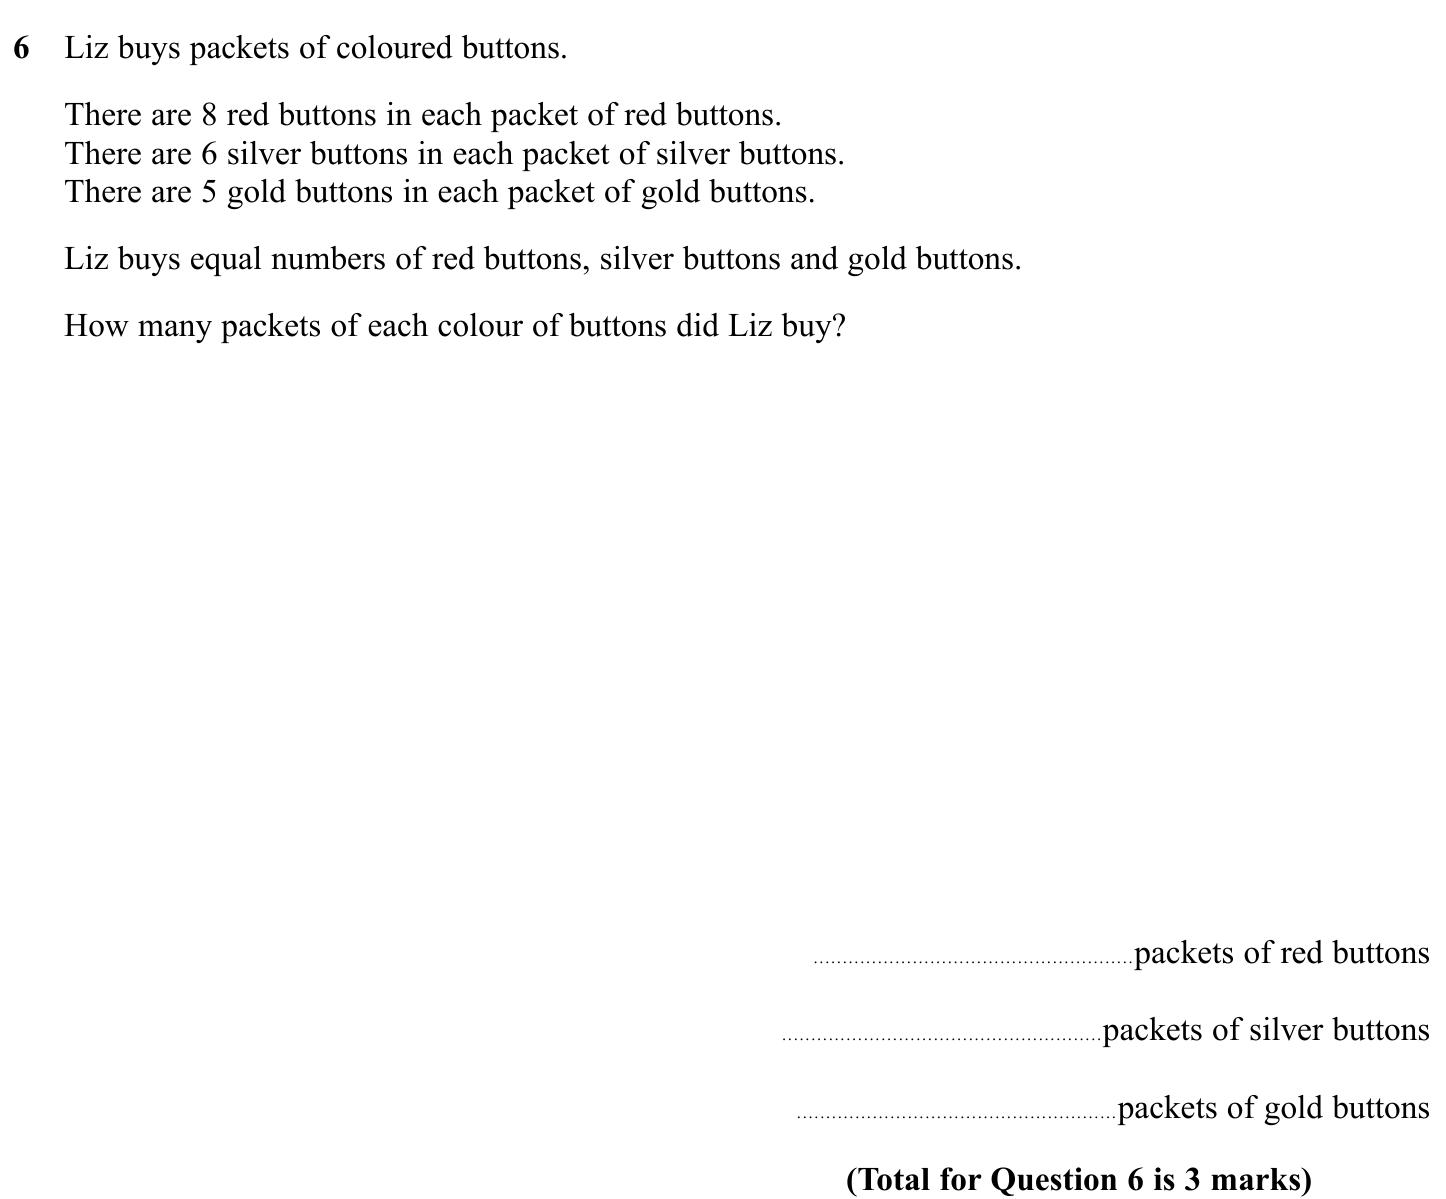 6 Liz buys packets of coloured buttons.
There are 8 red buttons in each packet of red buttons.
There are 6 silver buttons in each packet of silver buttons.
There are 5 gold buttons in each packet of gold buttons.
Liz buys equal numbers of red buttons, silver buttons and gold buttons.
How many packets of each colour of buttons did Liz buy?
.......................................................packets of red buttons
.......................................................packets of silver buttons
.......................................................packets of gold buttons
(Total for Question 6 is 3 marks)